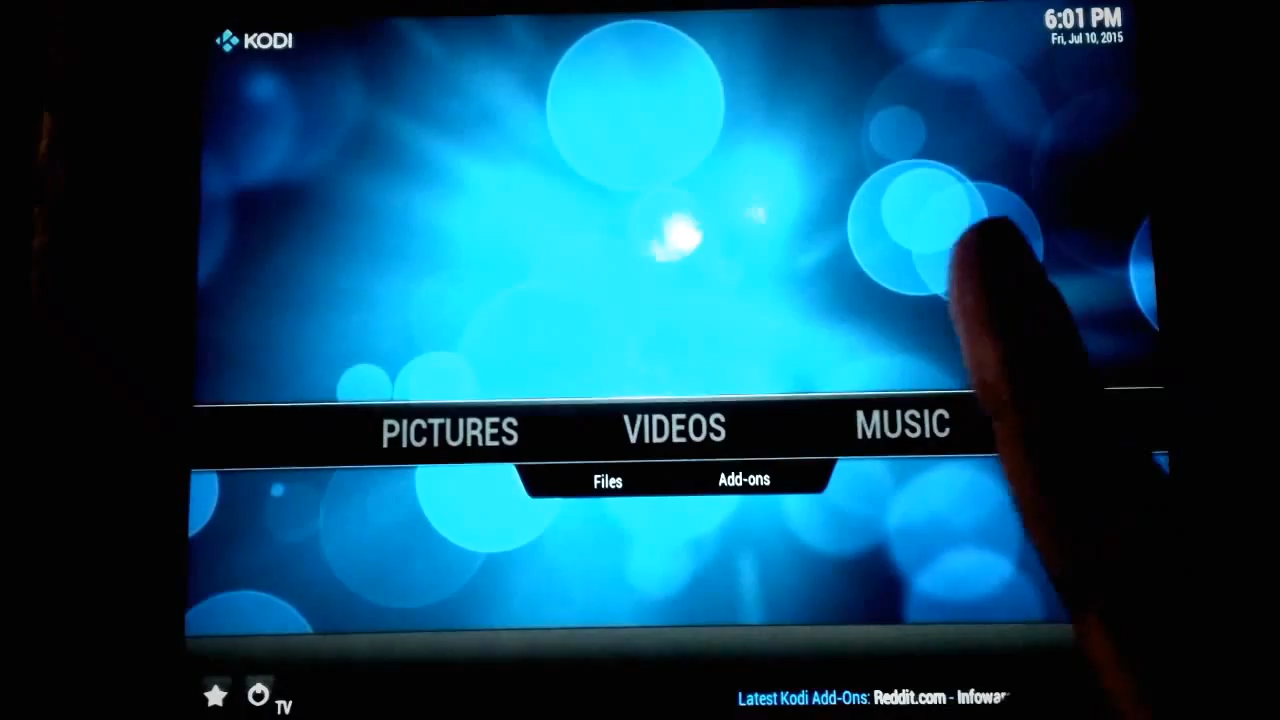 KODI
6:01 PM
Fri, Jul 10, 2015
PICTURES VIDEOS MUSIC
Files Add-ons
TV
Latest Kodi Add-Ons: Reddit.com -